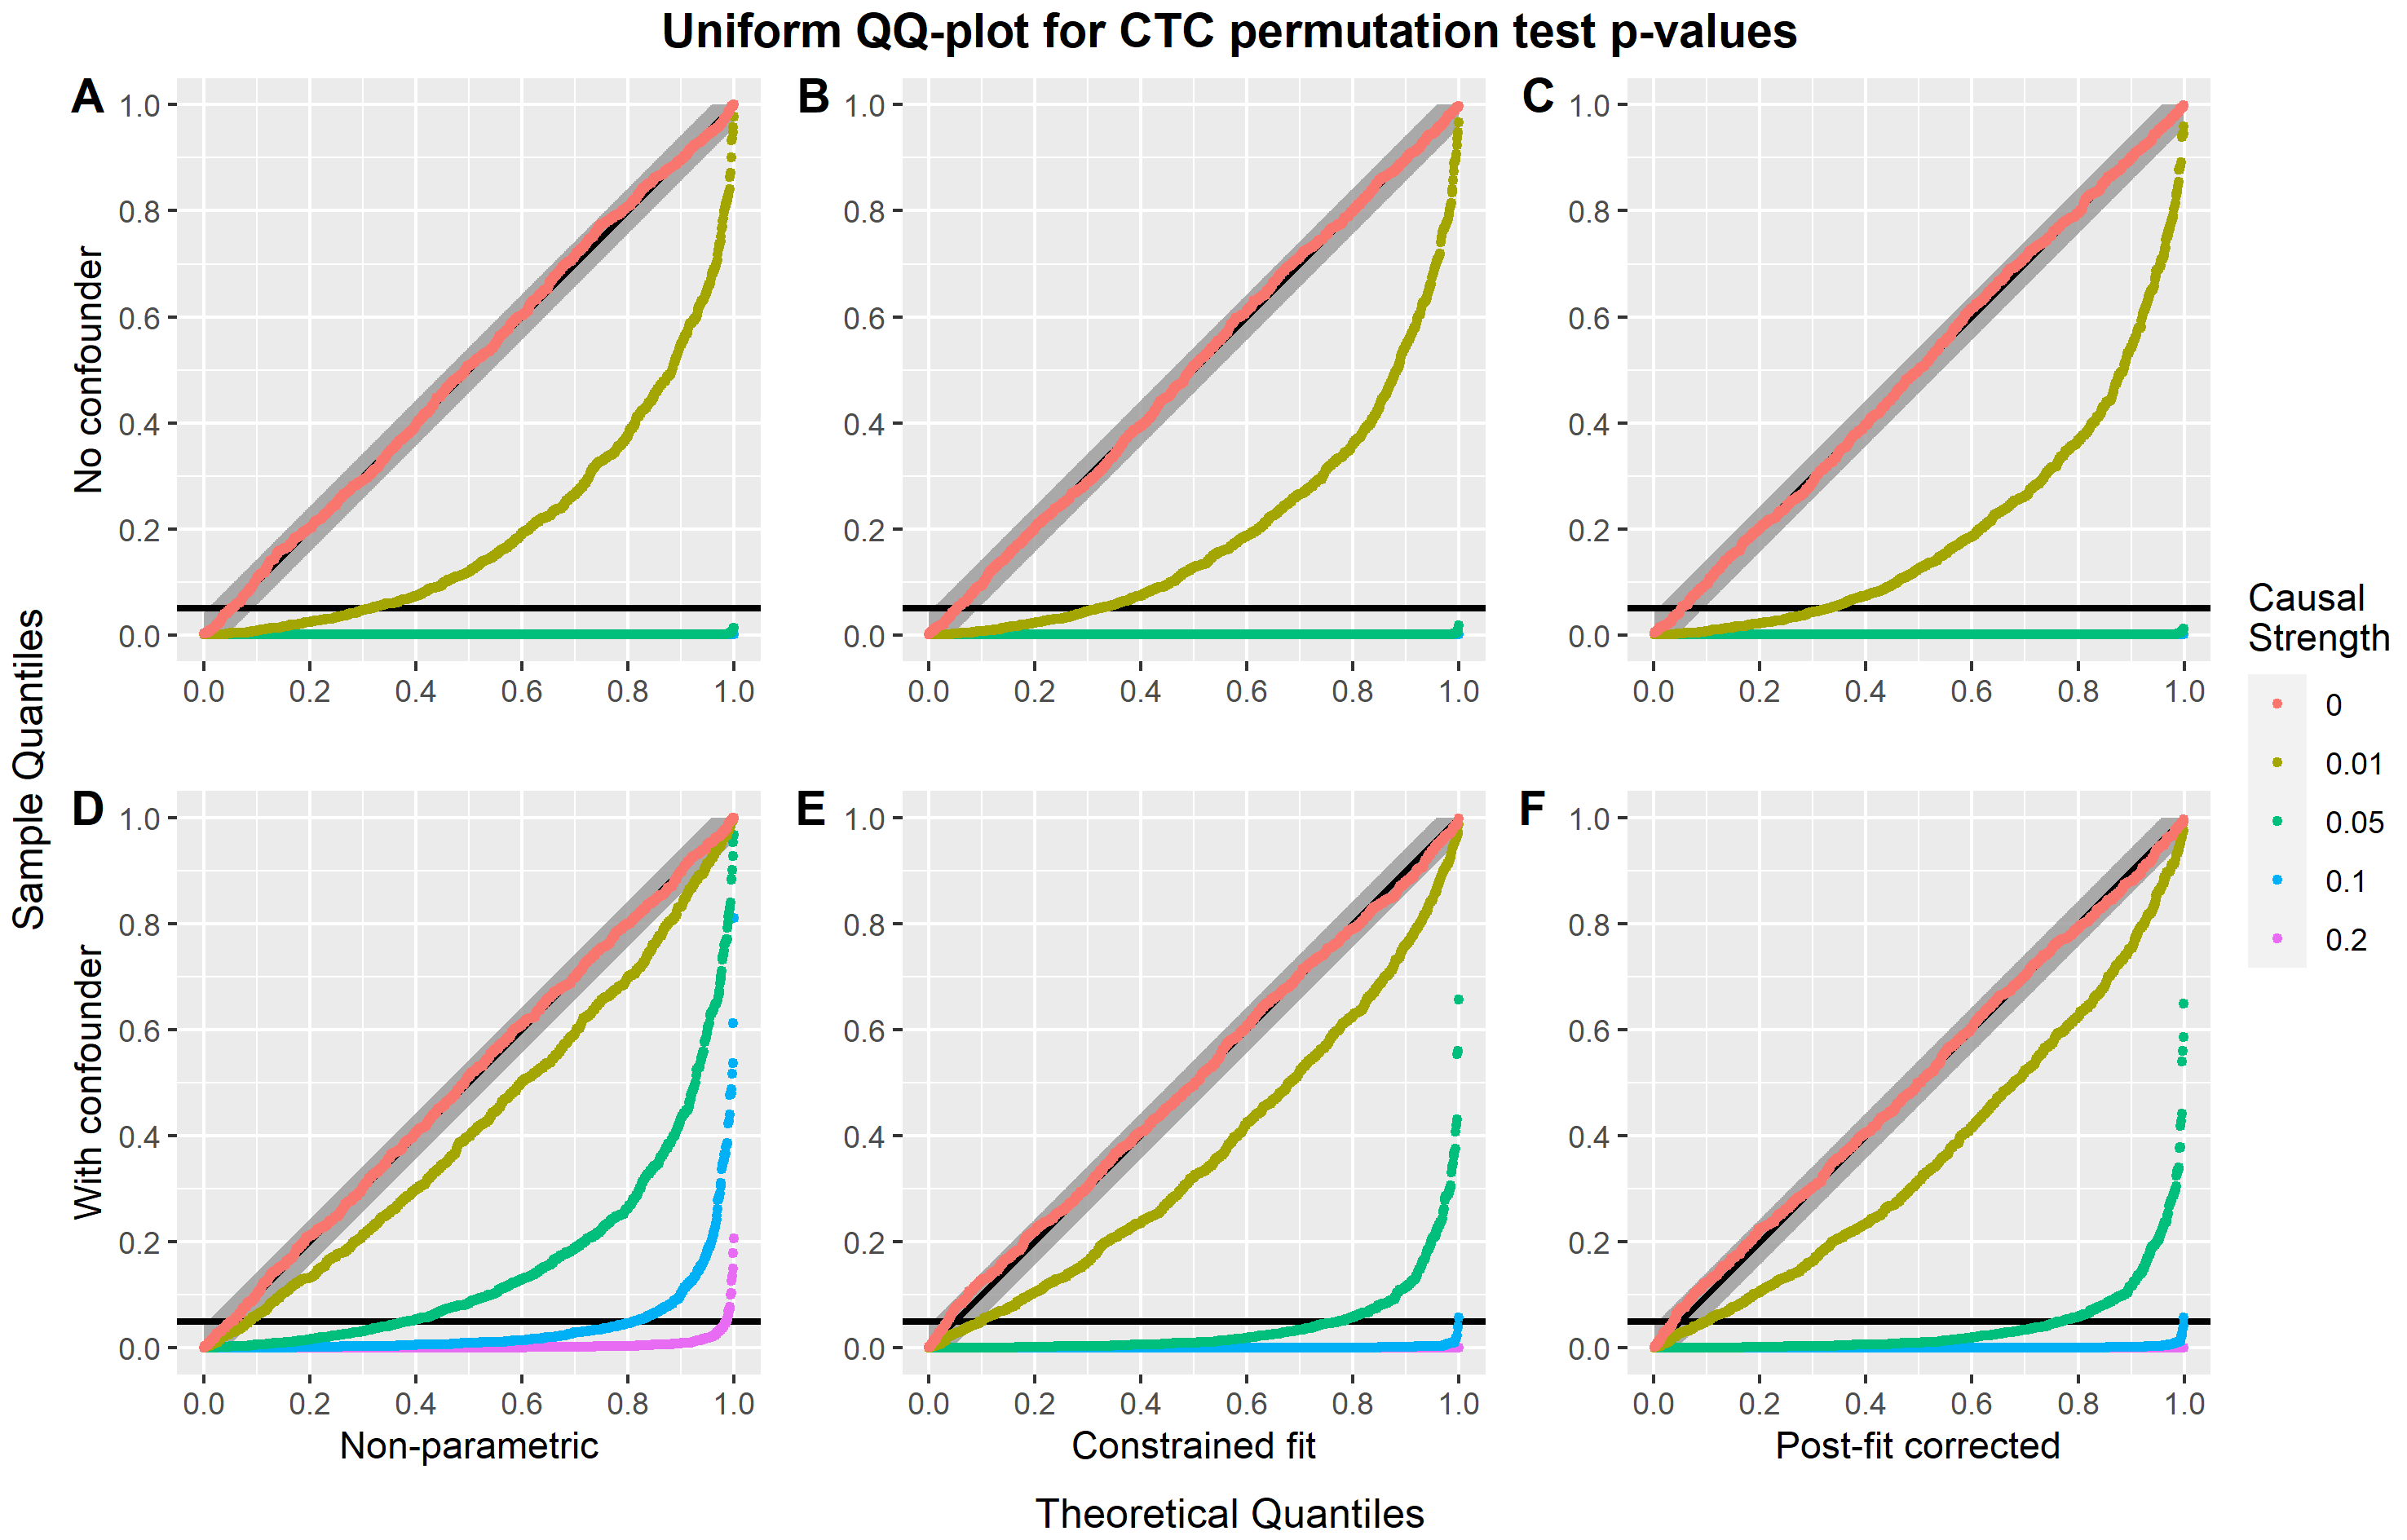 Uniform QQ-plot for CTC permutation test p-values
A
1.0
0.8
0.6
0.4
0.2
0.0
0.0 0.2 0.4 0.6 0.8 1.0
No confounder
B
1.0
0.8
0.6
0.4
0.2
0.0
0.0 0.2 0.4 0.6 0.8 1.0
C
1.0
0.8
0.6
0.4
0.2
0.0
0.0 0.2 0.4 0.6 0.8 1.0
Sample Quantiles
D
1.0
0.8
0.6
0.4
0.2
0.0
0.0 0.2 0.4 0.6 0.8 1.0
With confounder
Non-parametric
E
1.0
0.8
0.6
0.4
0.2
0.0
0.0 0.2 0.4 0.6 0.8 1.0
Constrained fit
F
1.0
0.8
0.6
0.4
0.2
0.0
0.0 0.2 0.4 0.6 0.8 1.0
Post-fit corrected
Theoretical Quantiles
Causal
Strength
0
0.01
0.05
0.1
0.2